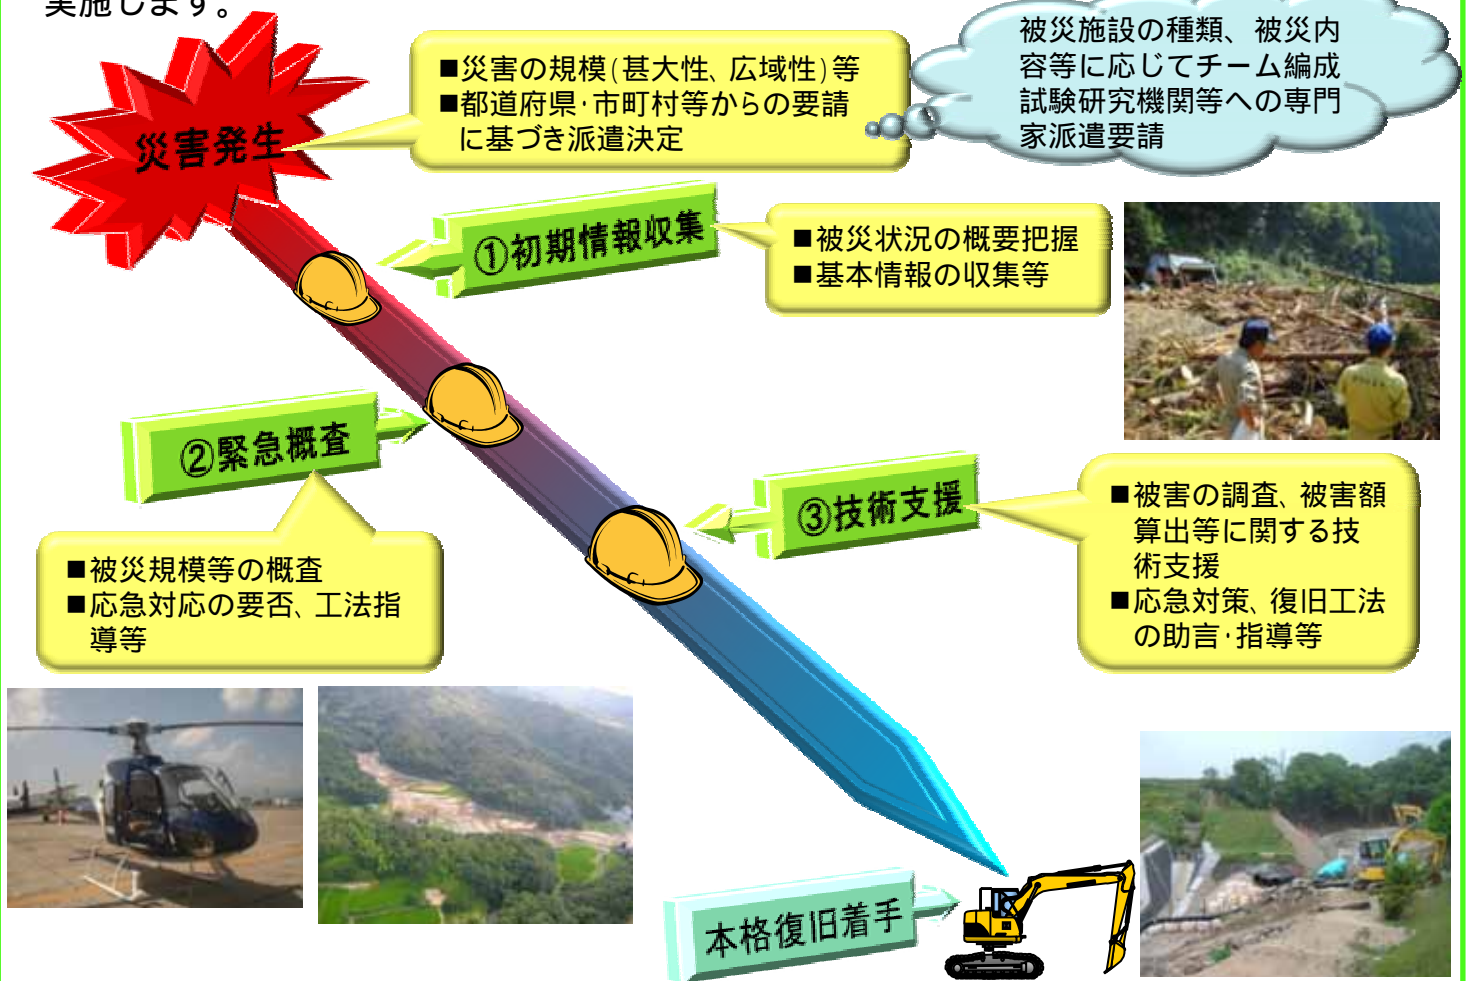 実施します。
災害発生
■災害の規模(甚大性、広域性)等
■都道府県・市町村等からの要請
に基づき派遣決定
被災施設の種類、被災内
容等に応じてチーム編成
試験研究機関等への専門
家派遣要請
①初期情報収集
■被災状況の概要把握
■基本情報の収集等
②緊急概査
■被災規模等の概査
■応急対応の要否、工法指
導等
③技術支援
■被害の調査、被害額
算出等に関する技
術支援
■応急対策、復旧工法
の助言・指導等
本格復旧着手